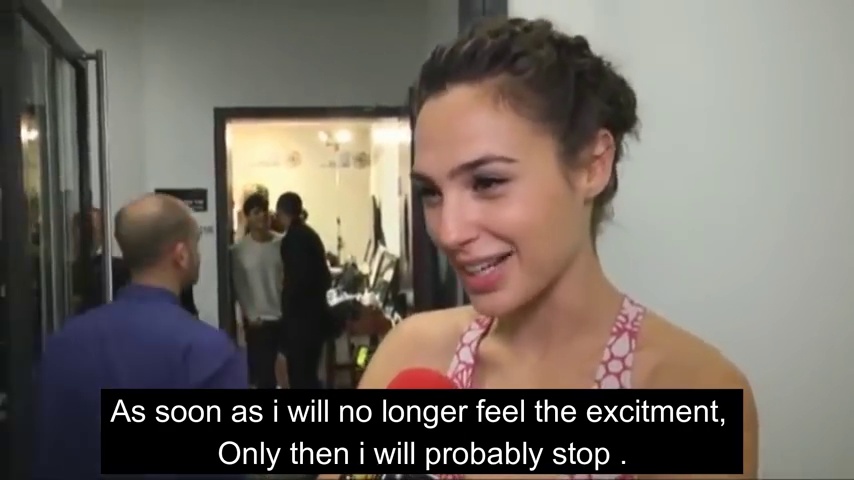 As soon as i will no longer feel the excitment,
Only then i will probably stop .